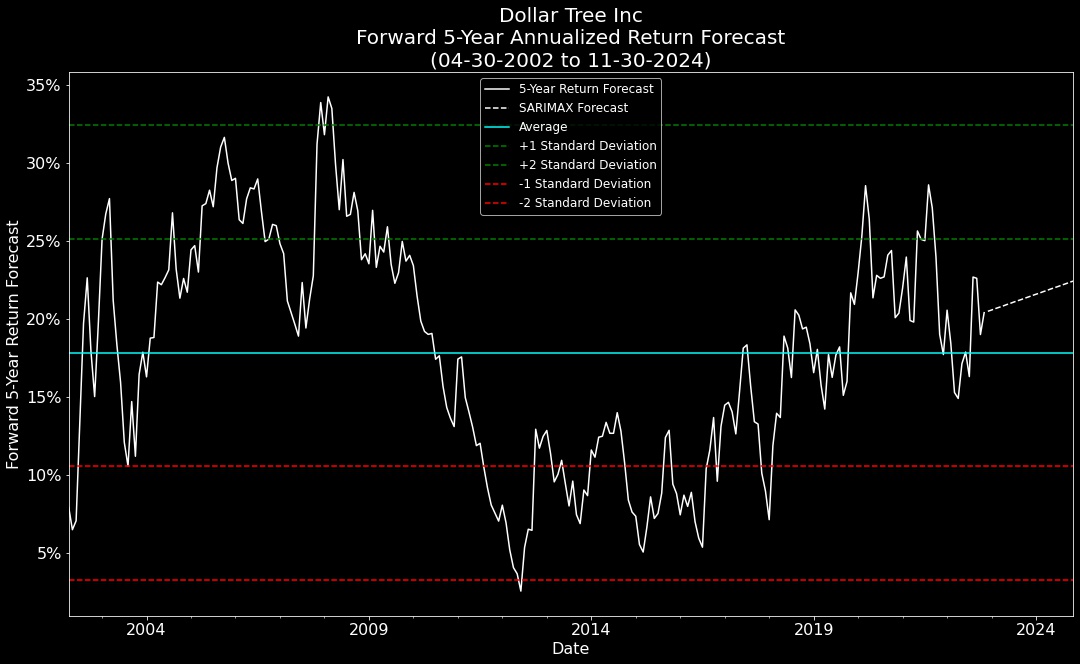 Dollar Tree Inc
Forward 5-Year Annualized Return Forecast
(04-30-2002 to 11-30-2024)
5-Year Return Forecast
SARIMAX Forecast
Average
+1 Standard Deviation
+2 Standard Deviation
-1 Standard Deviation
-2 Standard Deviation
Forward 5-Year Return Forecast
35%
30%
25%
20%
15%
10%
5%
2004 2009 2014 2019 2024
Date